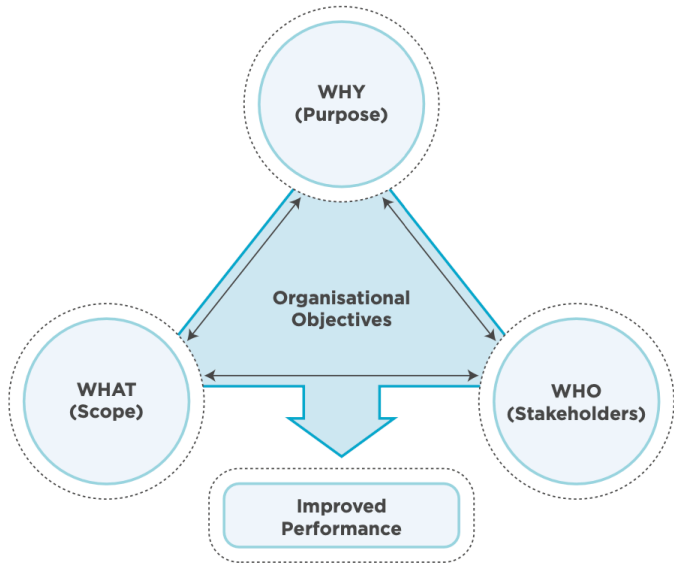 WHY
(Purpose)
Organisational
Objectives
WHAT
(Scope)
WHO
(Stakeholders)
Improved
Performance